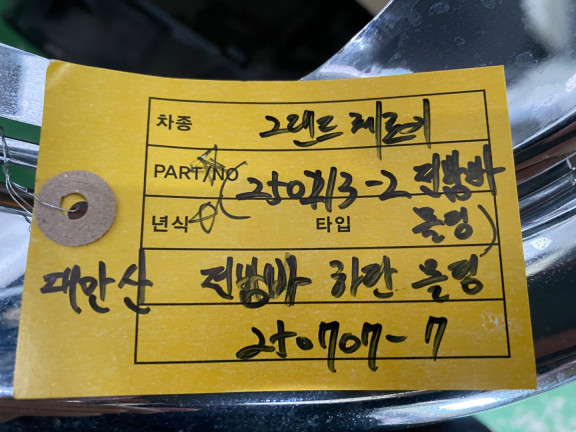 차종 그랜드 체로키
PART/NO (250713-2 전범바
년식 타입 몰딩)
대만산 전범바 하단 몰딩
250707-7